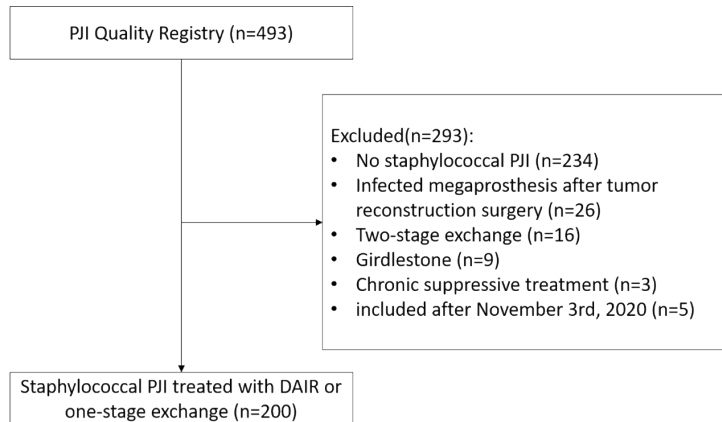 PJI Quality Registry (n=493)
Excluded(n=293):
• No staphylococcal PJI (n=234)
• Infected megaprosthesis after tumor
reconstruction surgery (n=26)
• Two-stage exchange (n=16)
• Girdlestone (n=9)
• Chronic suppressive treatment (n=3)
• included after November 3rd, 2020 (n=5)
Staphylococcal PJI treated with DAIR or
one-stage exchange (n=200)